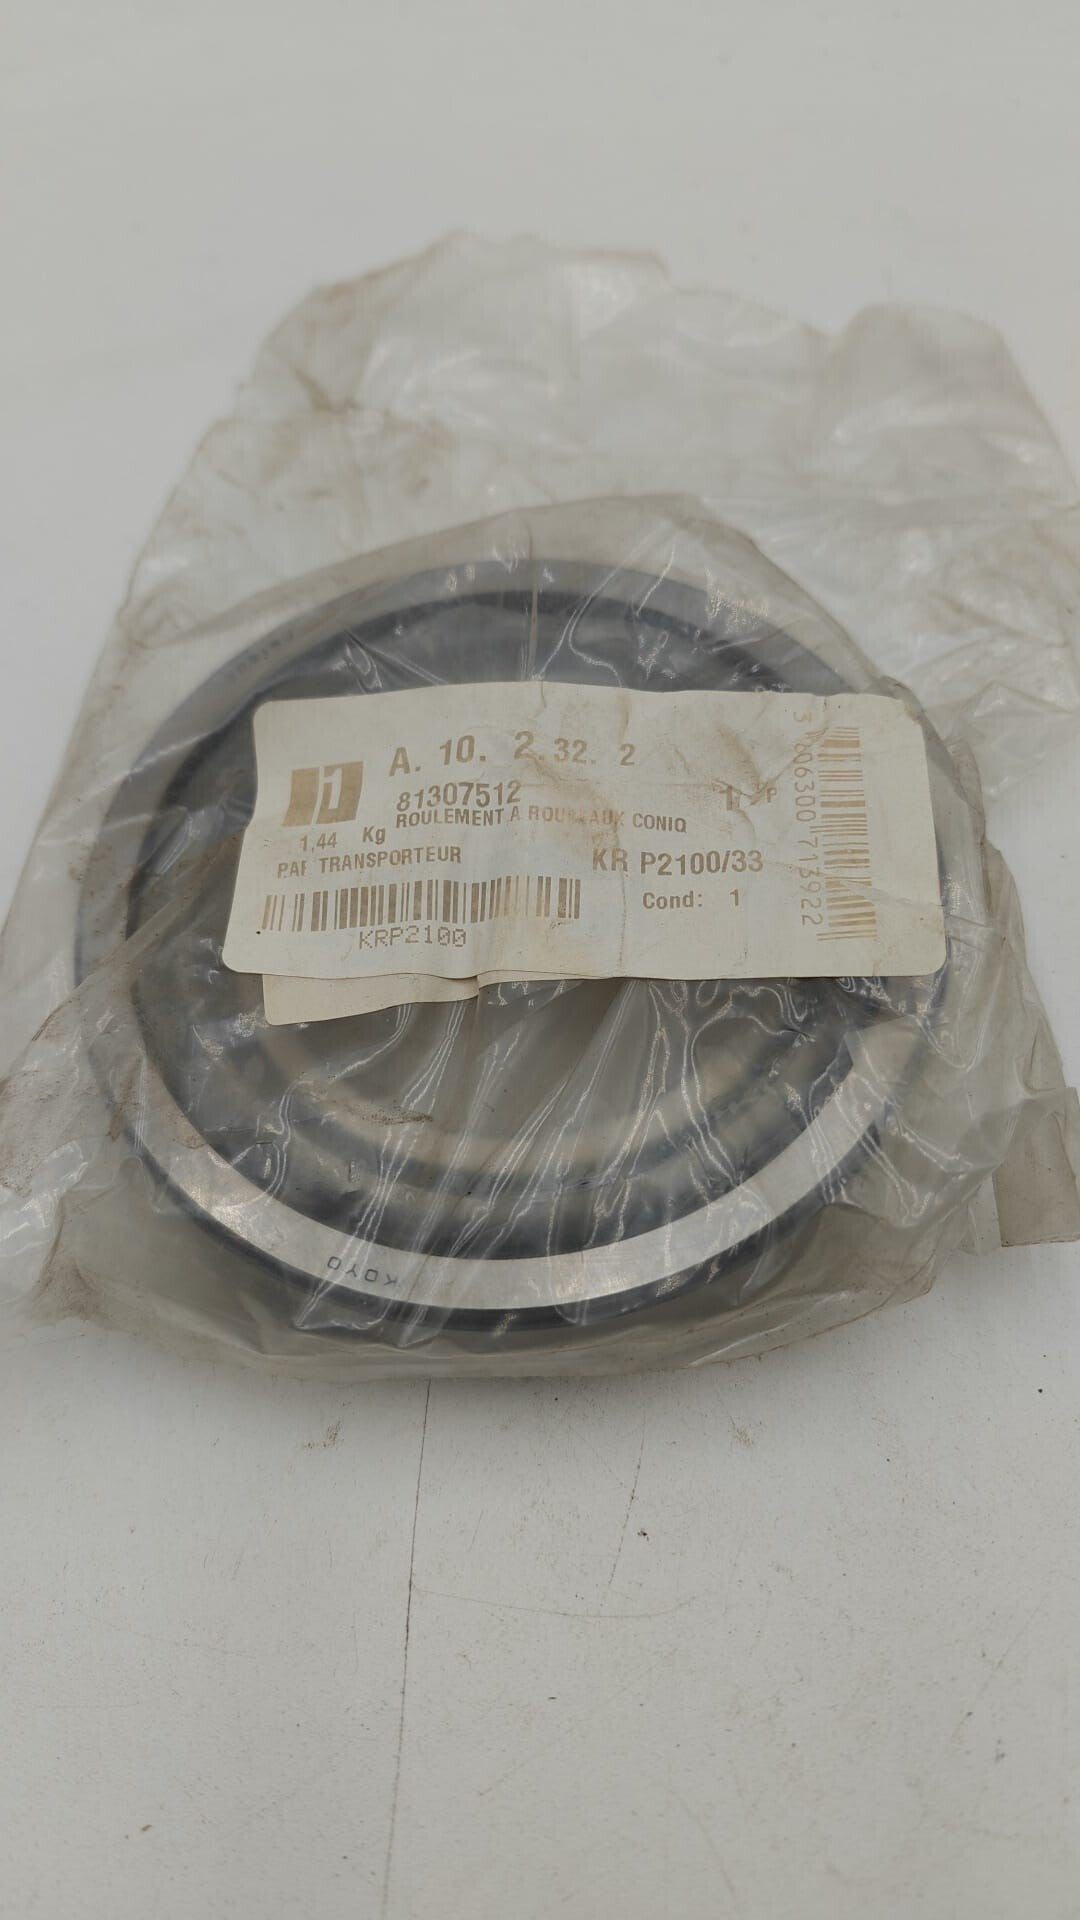 A. 10. 2.32. 2
81307512
ROULEMENT A ROULEAUX CONIQ
1,44 Kg
PAR TRANSPORTEUR
KR P2100/33
Cond: 1
KRP2100
KOYO